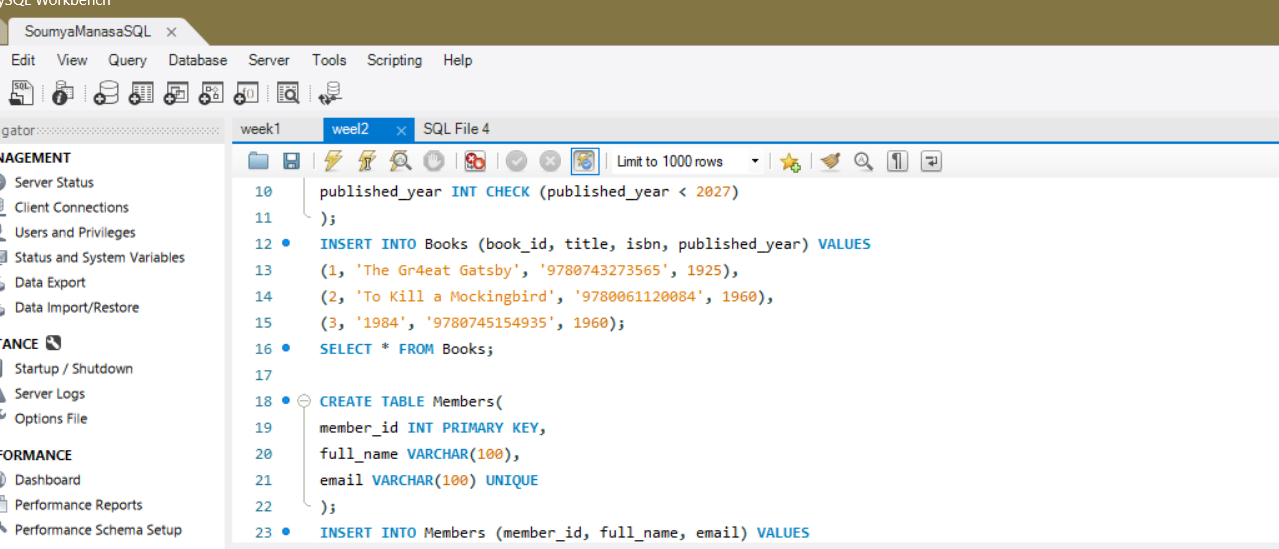 ySQL Workbench
SoumyaManasaSQL
Edit View Query Database Server Tools Scripting Help
gator
week1 weel2 SQL File 4
NAGEMENT
Server Status
Client Connections
Users and Privileges
Status and System Variables
Data Export
Data Import/Restore
TANCE
Startup / Shutdown
Server Logs
Options File
FORMANCE
Dashboard
Performance Reports
Performance Schema Setup
Limit to 1000 rows
10 published_year INT CHECK (published_year < 2027)
11 );
12 INSERT INTO Books (book_id, title, isbn, published_year) VALUES
13 (1, 'The Gr4eat Gatsby', '9780743273565', 1925),
14 (2, 'To Kill a Mockingbird', '9780061120084', 1960),
15 (3, '1984', '9780745154935', 1960);
16 SELECT * FROM Books;
17
18 CREATE TABLE Members(
19 member_id INT PRIMARY KEY,
20 full_name VARCHAR(100),
21 email VARCHAR(100) UNIQUE
22 );
23 INSERT INTO Members (member_id, full_name, email) VALUES